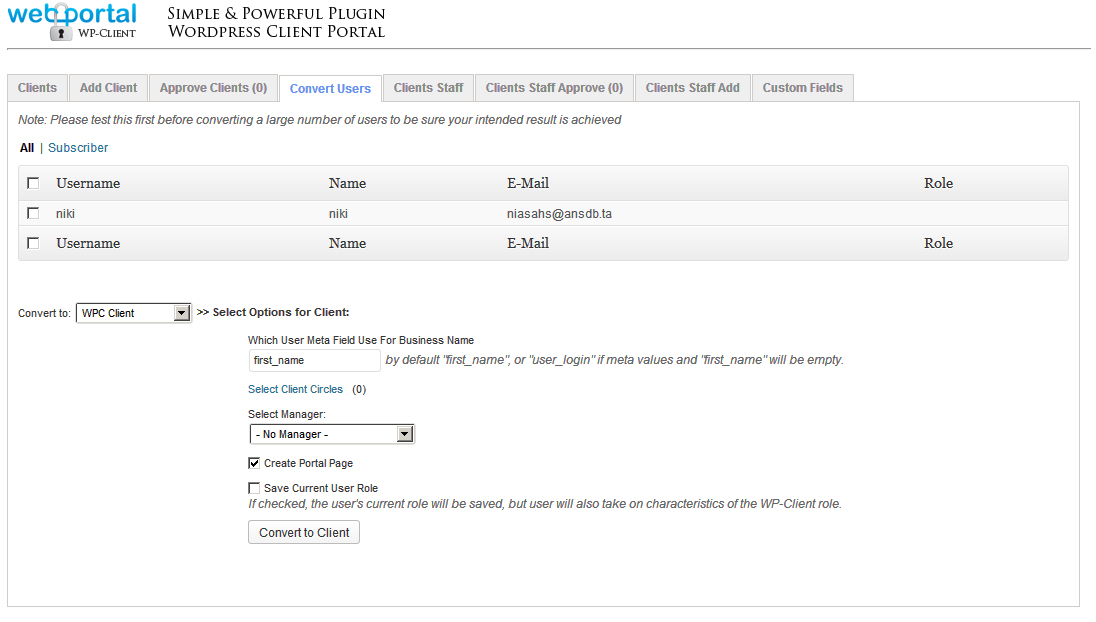 web portal
WP-CLIENT
SIMPLE & POWERFUL PLUGIN
WORDPRESS CLIENT PORTAL
Clients Add Client Approve Clients (0) Convert Users Clients Staff Clients Staff Approve (0) Clients Staff Add Custom Fields
Note: Please test this first before converting a large number of users to be sure your intended result is achieved
All | Subscriber
Username Name E-Mail Role
niki niki niasahs@ansdb.ta
Username Name E-Mail Role
Convert to: WPC Client >> Select Options for Client:
Which User Meta Field Use For Business Name
first_name by default "first_name", or "user_login" if meta values and "first_name" will be empty.
Select Client Circles (0)
Select Manager:
- No Manager -
Create Portal Page
Save Current User Role
If checked, the user's current role will be saved, but user will also take on characteristics of the WP-Client role.
Convert to Client